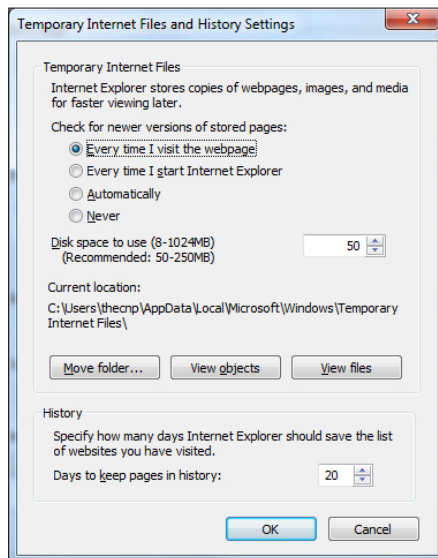 Temporary Internet Files and History Settings
Temporary Internet Files
Internet Explorer stores copies of webpages, images, and media
for faster viewing later.
Check for newer versions of stored pages:
Every time I visit the webpage
Every time I start Internet Explorer
Automatically
Never
Disk space to use (8-1024MB)
50
(Recommended: 50-250MB)
Current location:
C:\Users\thecnp\AppData\Local\Microsoft\Windows\Temporary
Internet Files\
Move folder... View objects View files
History
Specify how many days Internet Explorer should save the list
of websites you have visited.
Days to keep pages in history: 20
OK Cancel